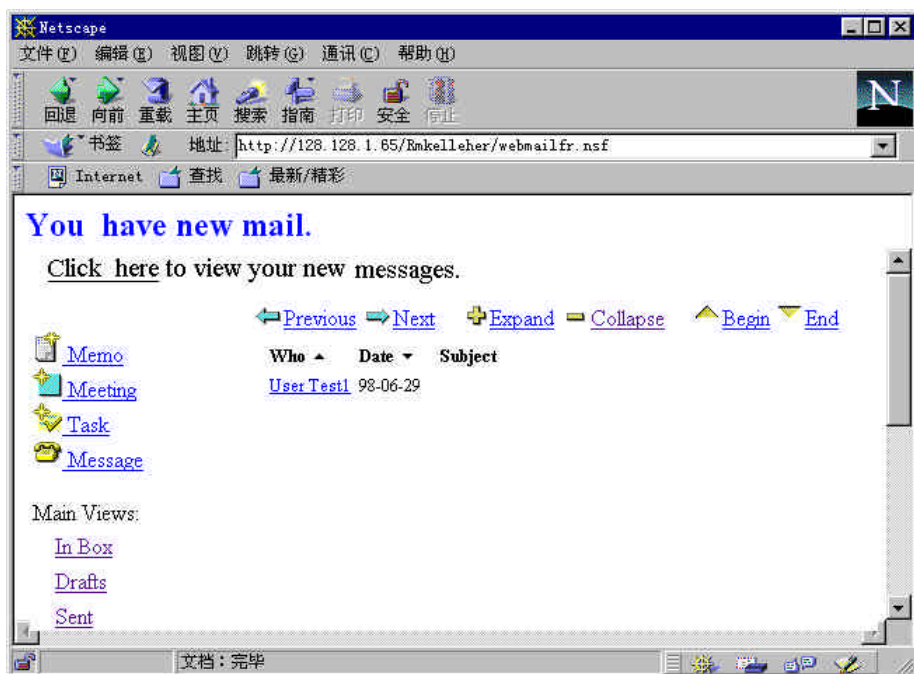 Netscape
文件(F) 编辑(E) 视图(V) 跳转(G) 通讯(C) 帮助(H)
回退 向前 重载 主页 搜索 指南 打印 安全 停止
书签 地址: http://128.128.1.65/Rmkelleher/webmailfr.nsf
Internet 查找 最新/精彩
N
You have new mail.
Click here to view your new messages.
Previous Next Expand Collapse Begin End
Memo
Meeting
Task
Message
Who Date Subject
User Test1 98-06-29
Main Views:
In Box
Drafts
Sent
文档：完毕